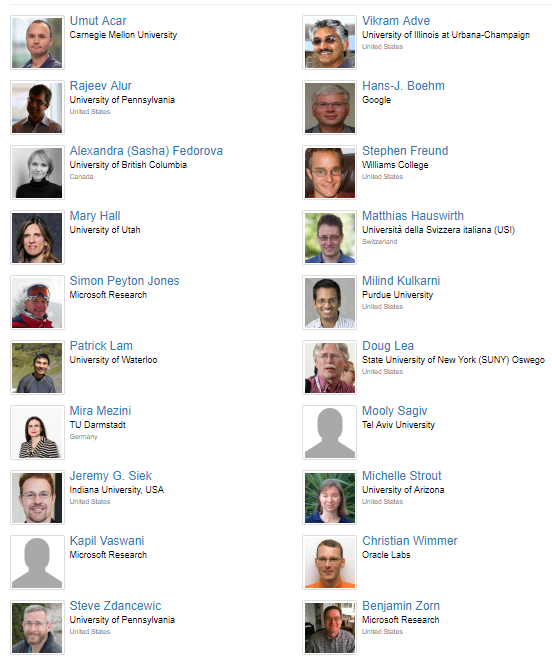 Umut Acar
Carnegie Mellon University
Vikram Adve
University of Illinois at Urbana-Champaign
United States
Rajeev Alur
University of Pennsylvania
United States
Hans-J. Boehm
Google
Alexandra (Sasha) Fedorova
University of British Columbia
Canada
Stephen Freund
Williams College
United States
Mary Hall
University of Utah
Matthias Hauswirth
Università della Svizzera italiana (USI)
Switzerland
Simon Peyton Jones
Microsoft Research
Milind Kulkarni
Purdue University
United States
Patrick Lam
University of Waterloo
Doug Lea
State University of New York (SUNY) Oswego
United States
Mira Mezini
TU Darmstadt
Germany
Mooly Sagiv
Tel Aviv University
Jeremy G. Siek
Indiana University, USA
United States
Michelle Strout
University of Arizona
United States
Kapil Vaswani
Microsoft Research
Christian Wimmer
Oracle Labs
Steve Zdancewic
University of Pennsylvania
United States
Benjamin Zorn
Microsoft Research
United States